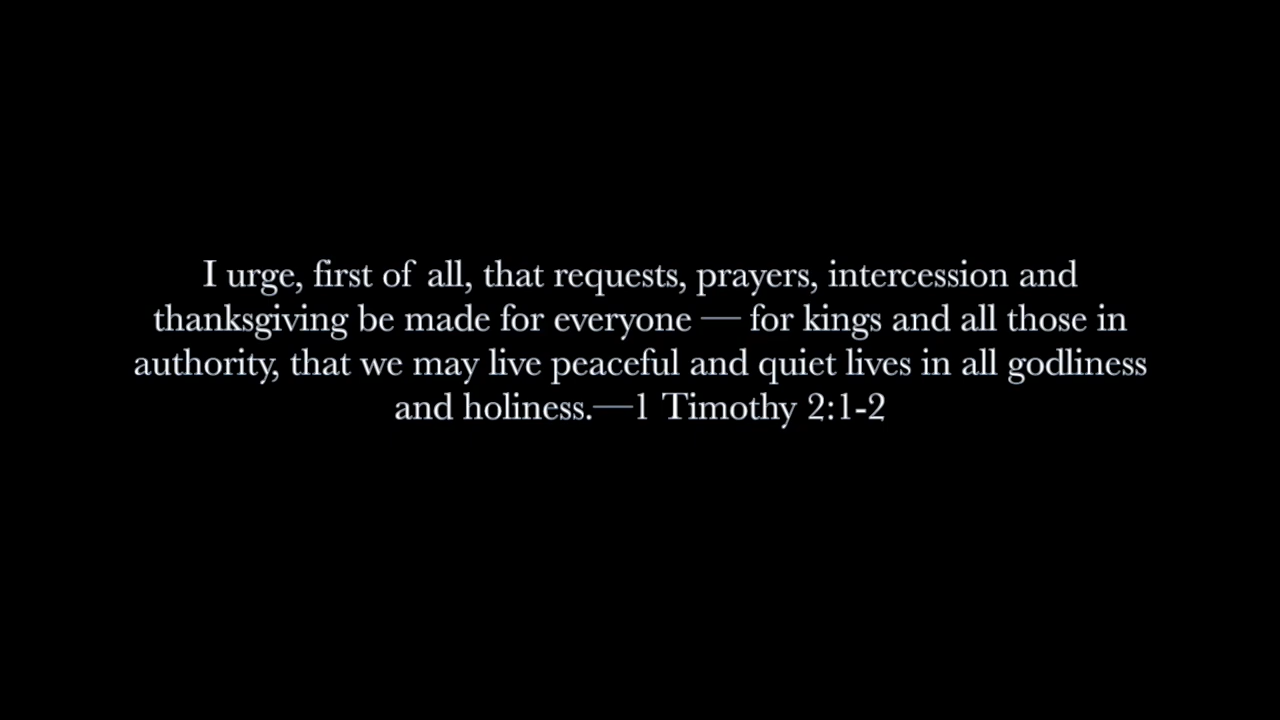 I urge, first of all, that requests, prayers, intercession and
thanksgiving be made for everyone — for kings and all those in
authority, that we may live peaceful and quiet lives in all godliness
and holiness.—1 Timothy 2:1-2